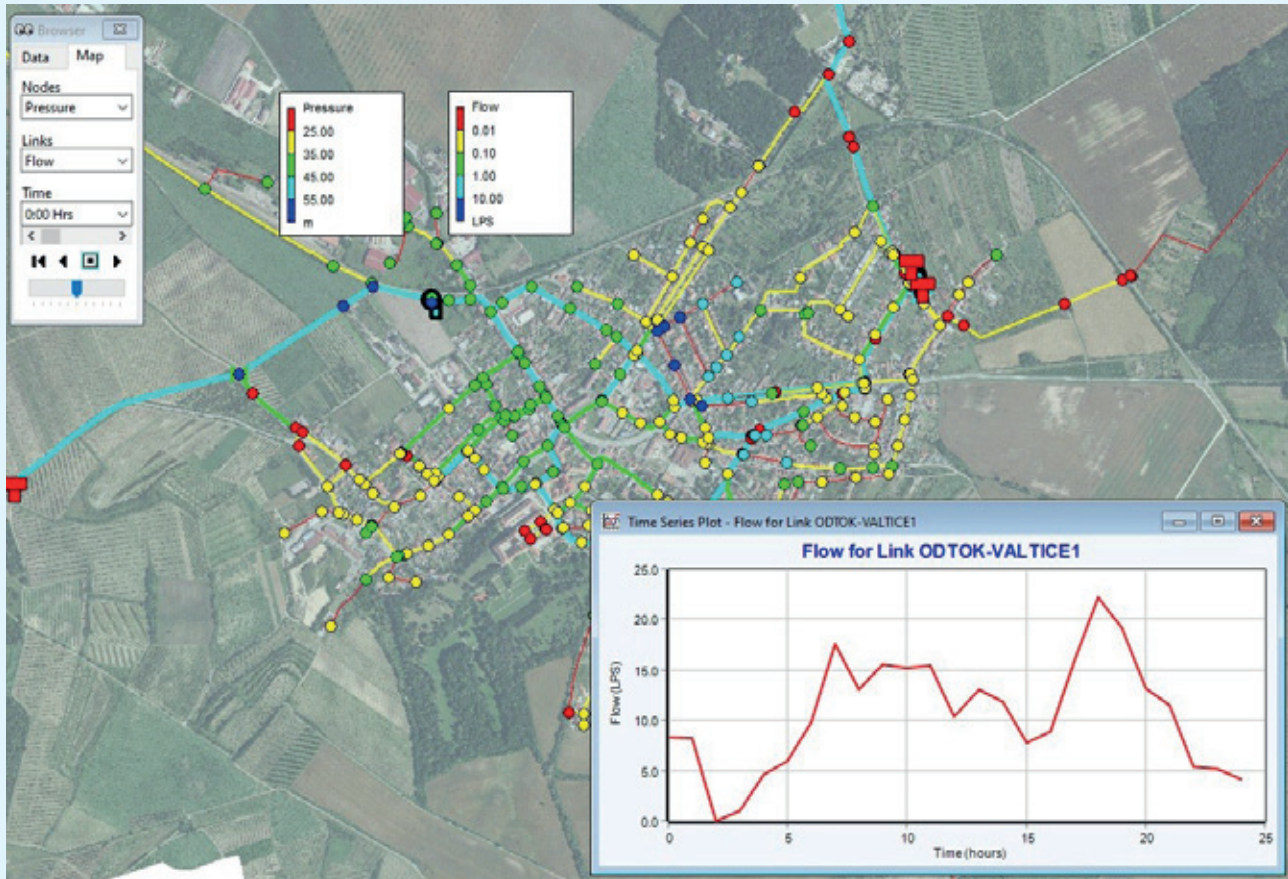 Browser
Data Map
Nodes
Pressure
Links
Flow
Time
0:00 Hrs
Pressure
25.00
35.00
45.00
55.00
m
Flow
0.01
0.10
1.00
10.00
LPS
Time Series Plot - Flow for Link ODTOK-VALTICE1
Flow for Link ODTOK-VALTICE1
Flow (LPS)
25.0
20.0
15.0
10.0
5.0
0.0
0 5 10 15 20 25
Time (hours)